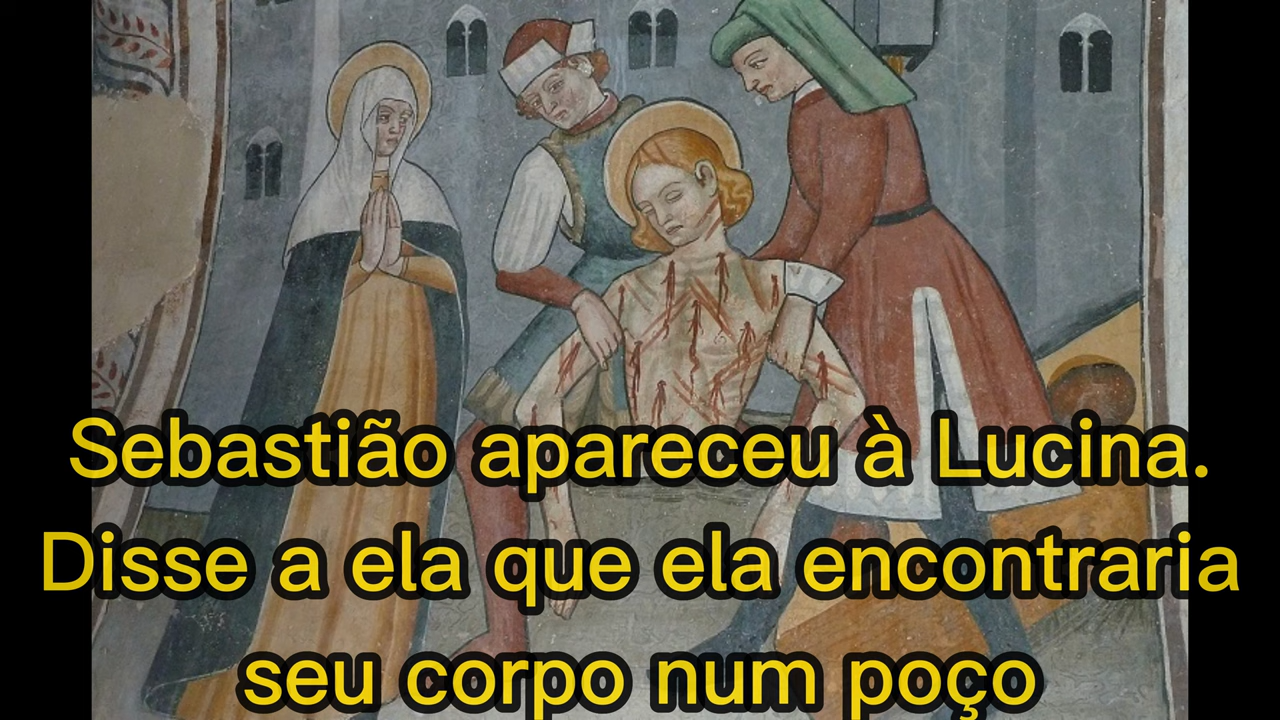 Sebastião apareceu à Lucina.
Disse a ela que ela encontraria
seu corpo num poço